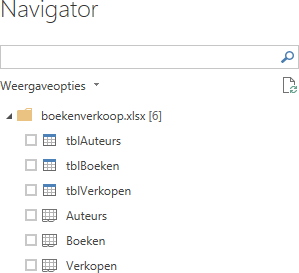 Navigator
Weergaveopties
boekenverkoop.xlsx [6]
tblAuteurs
tblBoeken
tblVerkopen
Auteurs
Boeken
Verkopen